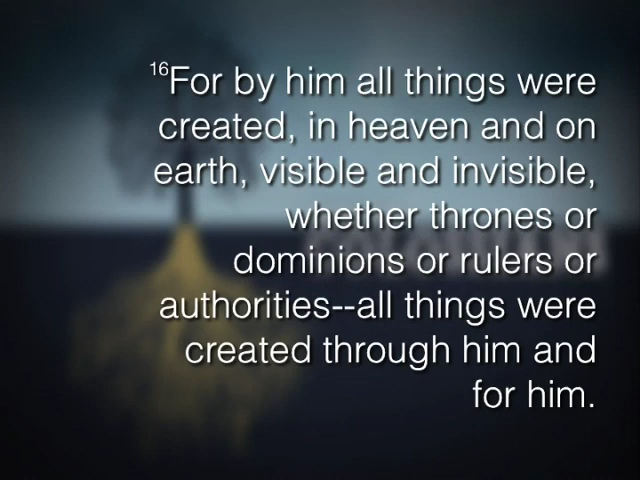 16For by him all things were
created, in heaven and on
earth, visible and invisible,
whether thrones or
dominions or rulers or
authorities--all things were
created through him and
for him.